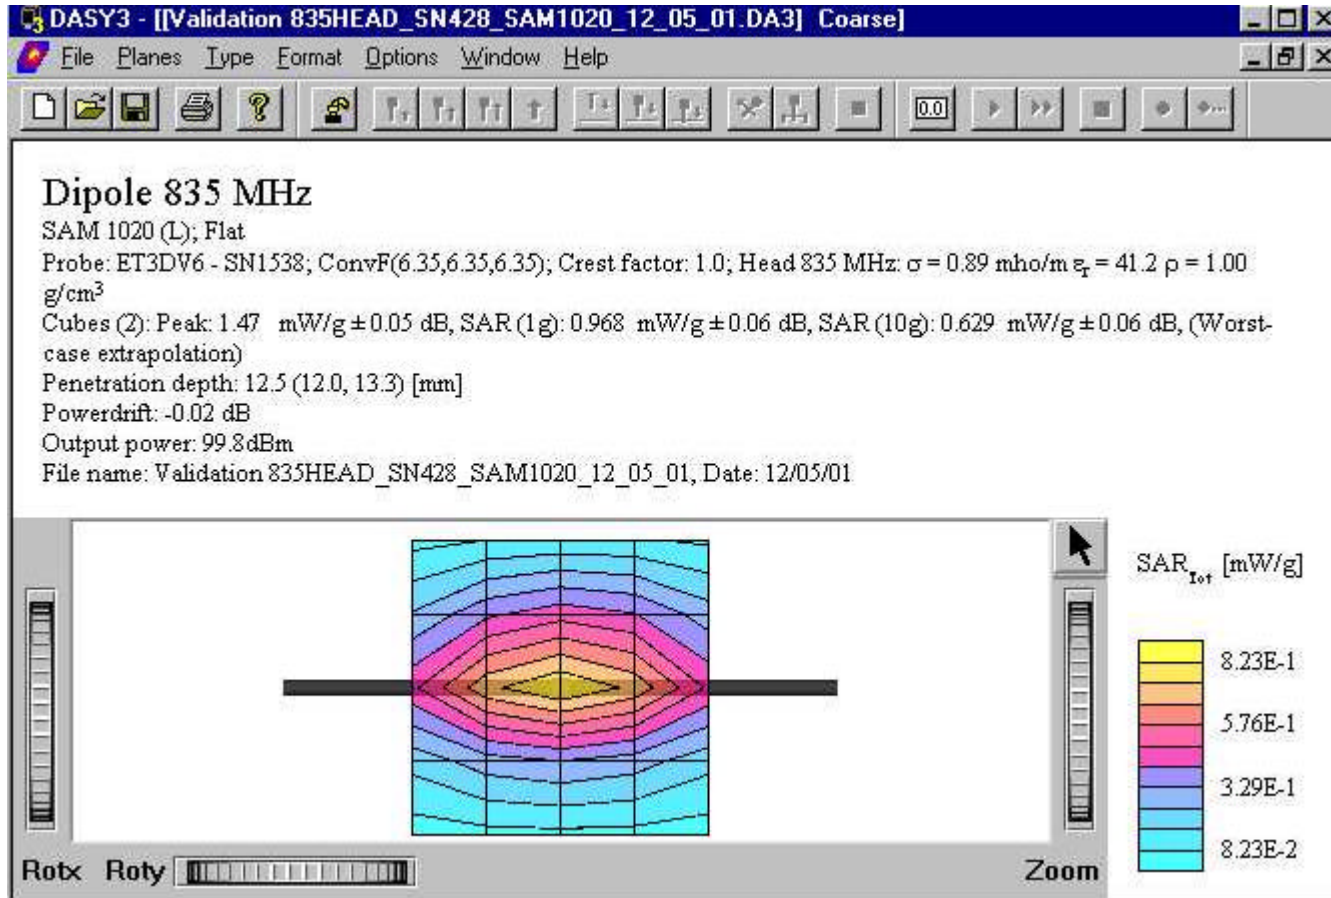 DASY3 - [[Validation 835HEAD_SN428_SAM1020_12_05_01.DA3] Coarse]
File Planes Type Format Options Window Help
0.0
Dipole 835 MHz
SAM 1020 (L); Flat
Probe: ET3DV6 - SN1538; ConvF(6.35,6.35,6.35); Crest factor: 1.0; Head 835 MHz: σ = 0.89 mho/m εr = 41.2 ρ = 1.00
g/cm³
Cubes (2): Peak: 1.47 mW/g ± 0.05 dB, SAR (1g): 0.968 mW/g ± 0.06 dB, SAR (10g): 0.629 mW/g ± 0.06 dB, (Worst-
case extrapolation)
Penetration depth: 12.5 (12.0, 13.3) [mm]
Powerdrift: -0.02 dB
Output power: 99.8dBm
File name: Validation 835HEAD_SN428_SAM1020_12_05_01, Date: 12/05/01
SARTot [mW/g]
8.23E-1
5.76E-1
3.29E-1
8.23E-2
Rotx Roty Zoom